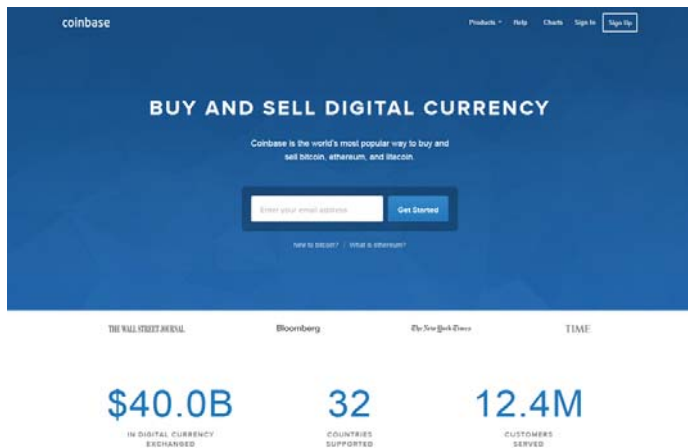 coinbase
Products Help Charts Sign In Sign Up
BUY AND SELL DIGITAL CURRENCY
Coinbase is the world's most popular way to buy and
sell bitcoin, ethereum, and litecoin.
Enter your email address Get Started
New to bitcoin? | What is ethereum?
THE WALL STREET JOURNAL Bloomberg The New York Times TIME
$40.0B 32 12.4M
IN DIGITAL CURRENCY COUNTRIES CUSTOMERS
EXCHANGED SUPPORTED SERVED